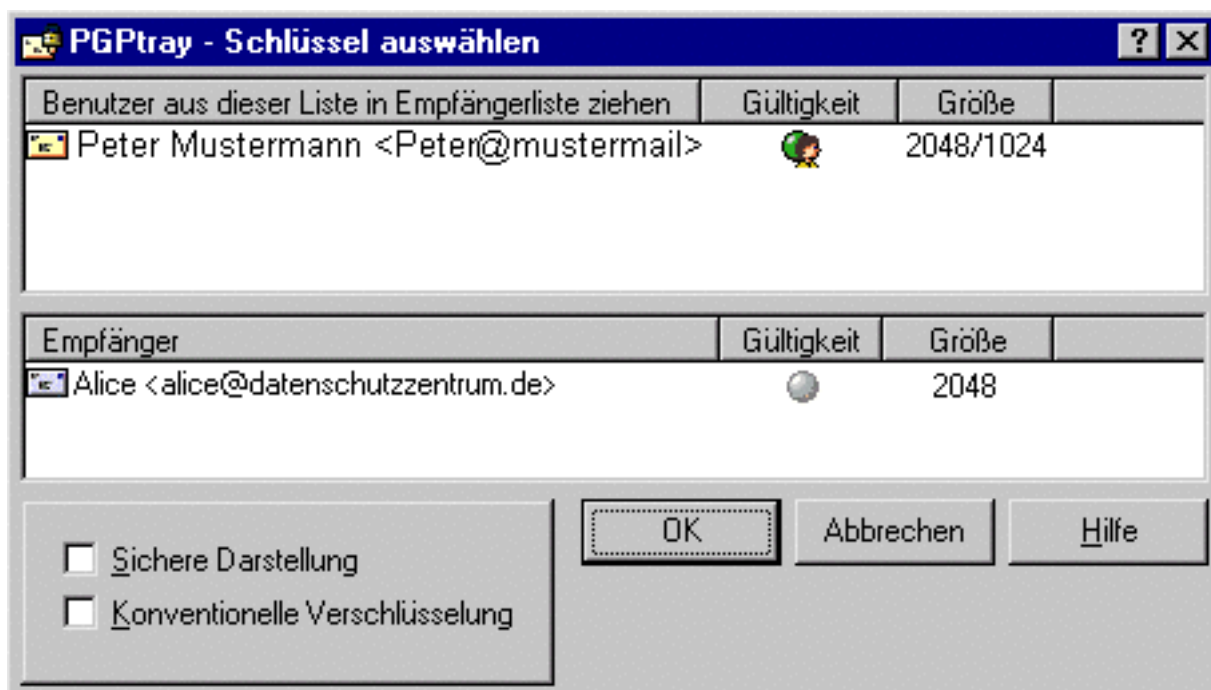 PGPtray - Schlüssel auswählen
Benutzer aus dieser Liste in Empfängerliste ziehen Gültigkeit Größe
Peter Mustermann <Peter@mustermail> 2048/1024
Empfänger Gültigkeit Größe
Alice <alice@datenschutzzentrum.de> 2048
OK Abbrechen Hilfe
Sichere Darstellung
Konventionelle Verschlüsselung